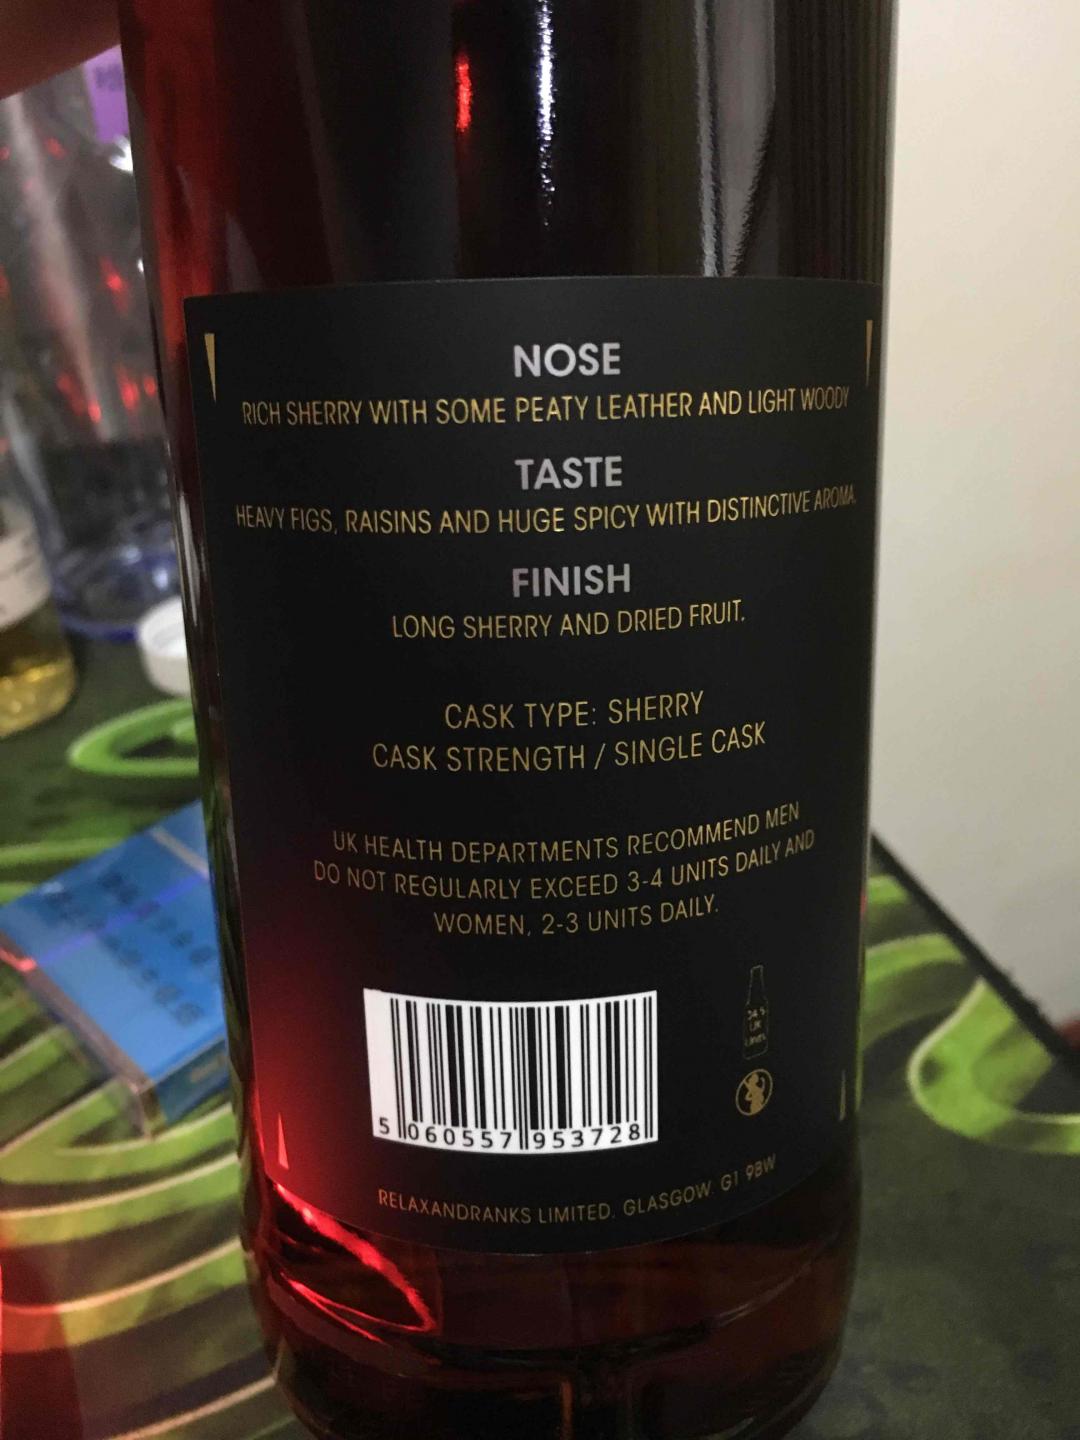 NOSE
RICH SHERRY WITH SOME PEATY LEATHER AND LIGHT WOODY
TASTE
HEAVY FIGS, RAISINS AND HUGE SPICY WITH DISTINCTIVE AROMA.
FINISH
LONG SHERRY AND DRIED FRUIT.
CASK TYPE: SHERRY
CASK STRENGTH / SINGLE CASK
UK HEALTH DEPARTMENTS RECOMMEND MEN
DO NOT REGULARLY EXCEED 3-4 UNITS DAILY AND
WOMEN, 2-3 UNITS DAILY.
UK
5 060557 953728
RELAXANDRANKS LIMITED. GLASGOW. G1 9BW